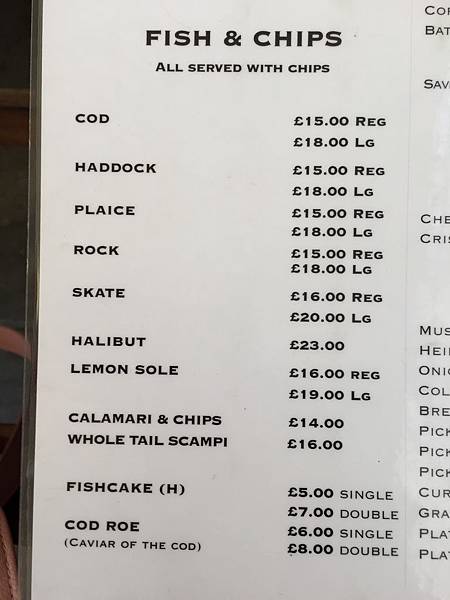 FISH & CHIPS
ALL SERVED WITH CHIPS
COD £15.00 REG
£18.00 LG
HADDOCK £15.00 REG
£18.00 LG
PLAICE £15.00 REG
£18.00 LG
ROCK £15.00 REG
£18.00 LG
SKATE £16.00 REG
£20.00 LG
HALIBUT £23.00
LEMON SOLE £16.00 REG
£19.00 LG
CALAMARI & CHIPS £14.00
WHOLE TAIL SCAMPI £16.00
FISHCAKE (H) £5.00 SINGLE
£7.00 DOUBLE
COD ROE £6.00 SINGLE
(CAVIAR OF THE COD) £8.00 DOUBLE